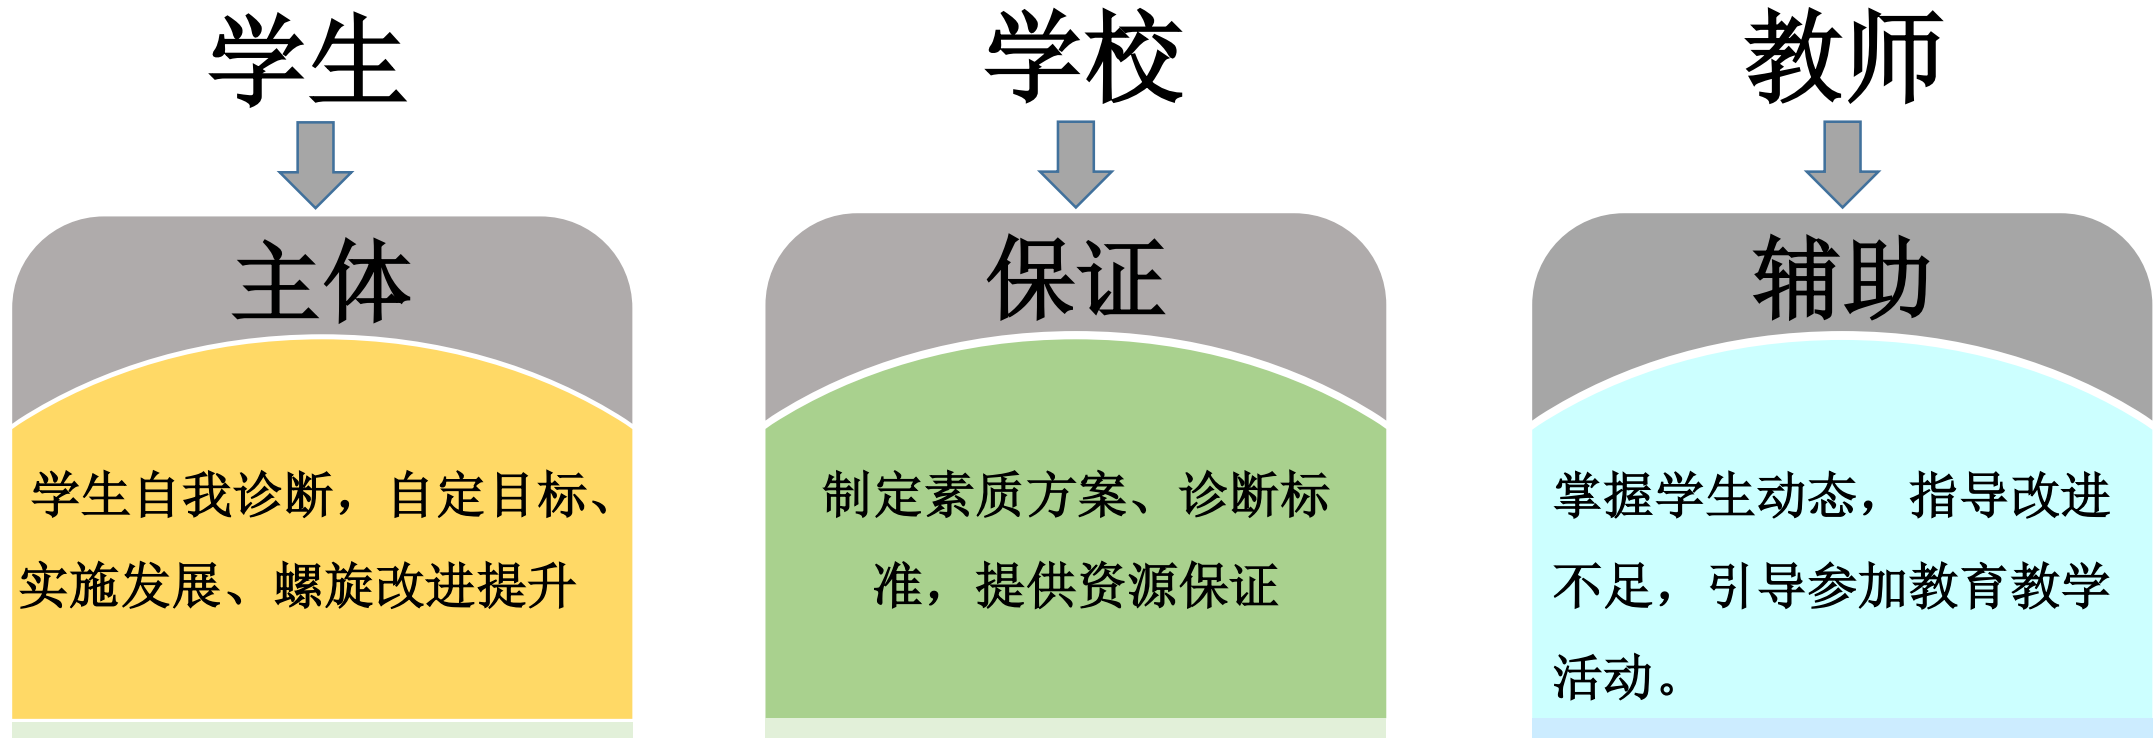 学生
主体
学生自我诊断，自定目标、
实施发展、螺旋改进提升
学校
保证
制定素质方案、诊断标
准，提供资源保证
教师
辅助
掌握学生动态，指导改进
不足，引导参加教育教学
活动。